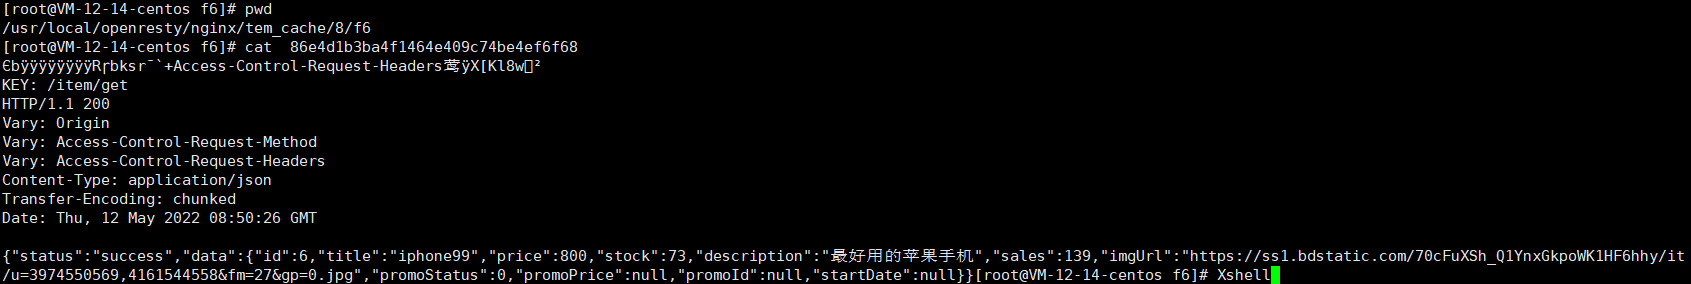 [root@VM-12-14-centos f6]# pwd
/usr/local/openresty/nginx/tem_cache/8/f6
[root@VM-12-14-centos f6]# cat  86e4d1b3ba4f1464e409c74be4ef6f68
ЄbÿÿÿÿÿÿÿÿRɼbksr¯`+Access-Control-Request-Headers莺ÿX[Kl8w²
KEY: /item/get
HTTP/1.1 200
Vary: Origin
Vary: Access-Control-Request-Method
Vary: Access-Control-Request-Headers
Content-Type: application/json
Transfer-Encoding: chunked
Date: Thu, 12 May 2022 08:50:26 GMT

{"status":"success","data":{"id":6,"title":"iphone99","price":800,"stock":73,"description":"最好用的苹果手机","sales":139,"imgUrl":"https://ss1.bdstatic.com/70cFuXSh_Q1YnxGkpoWK1HF6hhy/it
/u=3974550569,4161544558&fm=27&gp=0.jpg","promoStatus":0,"promoPrice":null,"promoId":null,"startDate":null}}[root@VM-12-14-centos f6]# Xshell